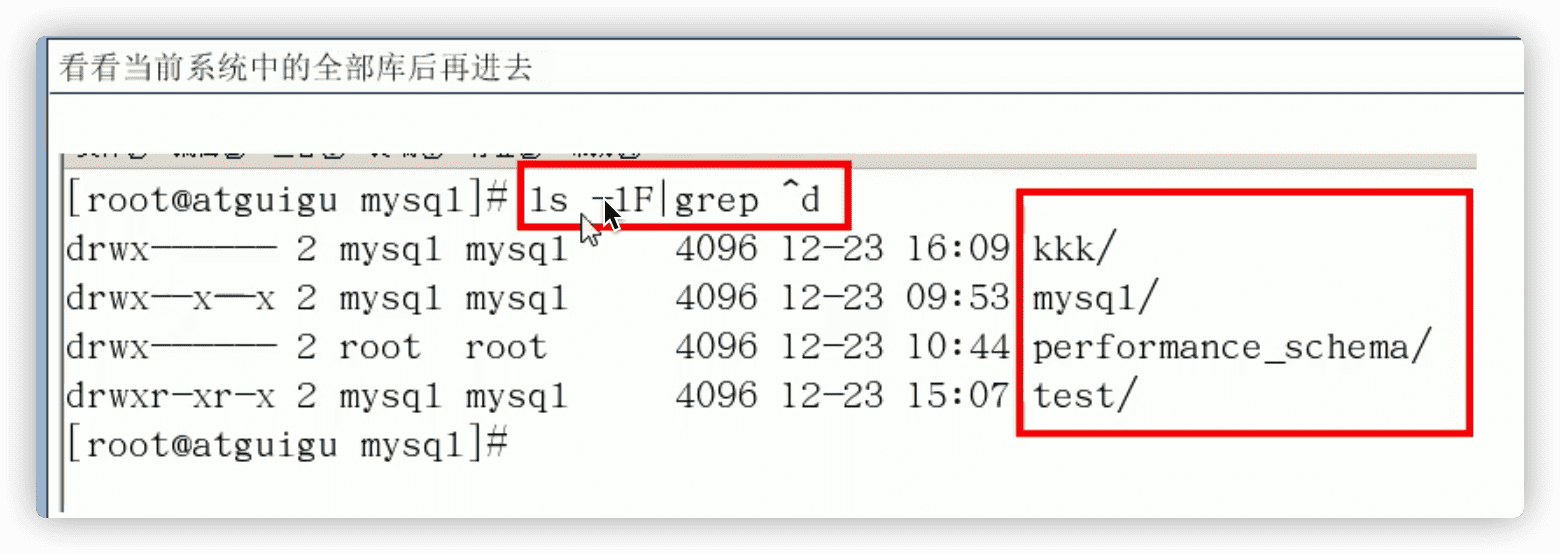 看看当前系统中的全部库后再进去
[root@atguigu mysql]# ls -lF|grep ^d
drwx------ 2 mysql mysql 4096 12-23 16:09 kkk/
drwx--x--x 2 mysql mysql 4096 12-23 09:53 mysql/
drwx------ 2 root root 4096 12-23 10:44 performance_schema/
drwxr-xr-x 2 mysql mysql 4096 12-23 15:07 test/
[root@atguigu mysql]#